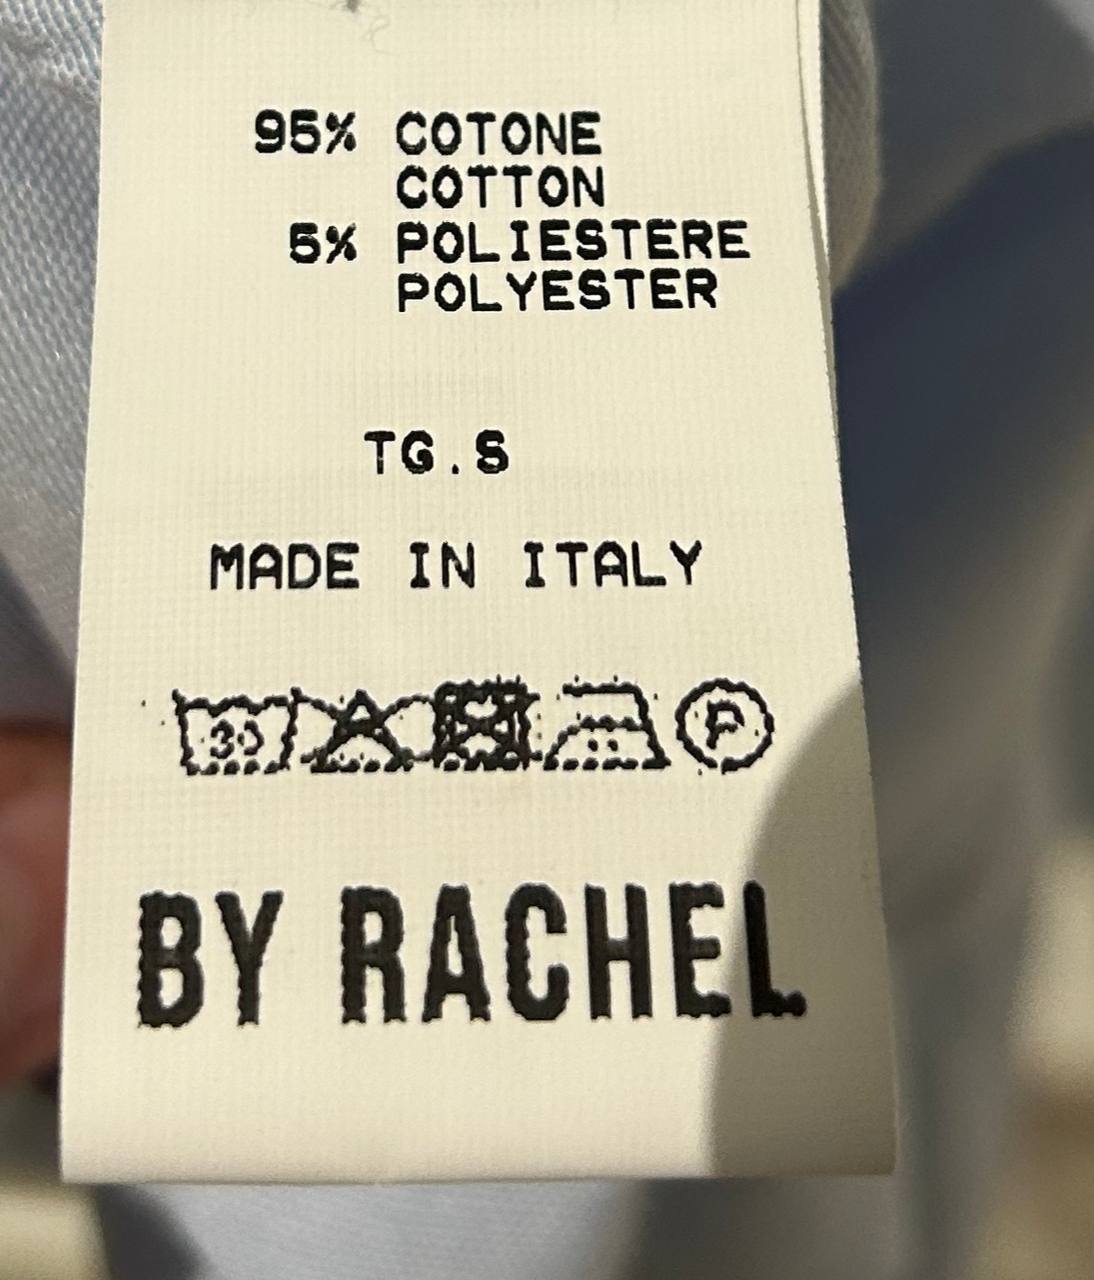 95% COTONE
COTTON
5% POLIESTERE
POLYESTER
TG.S
MADE IN ITALY
30 P
BY RACHEL